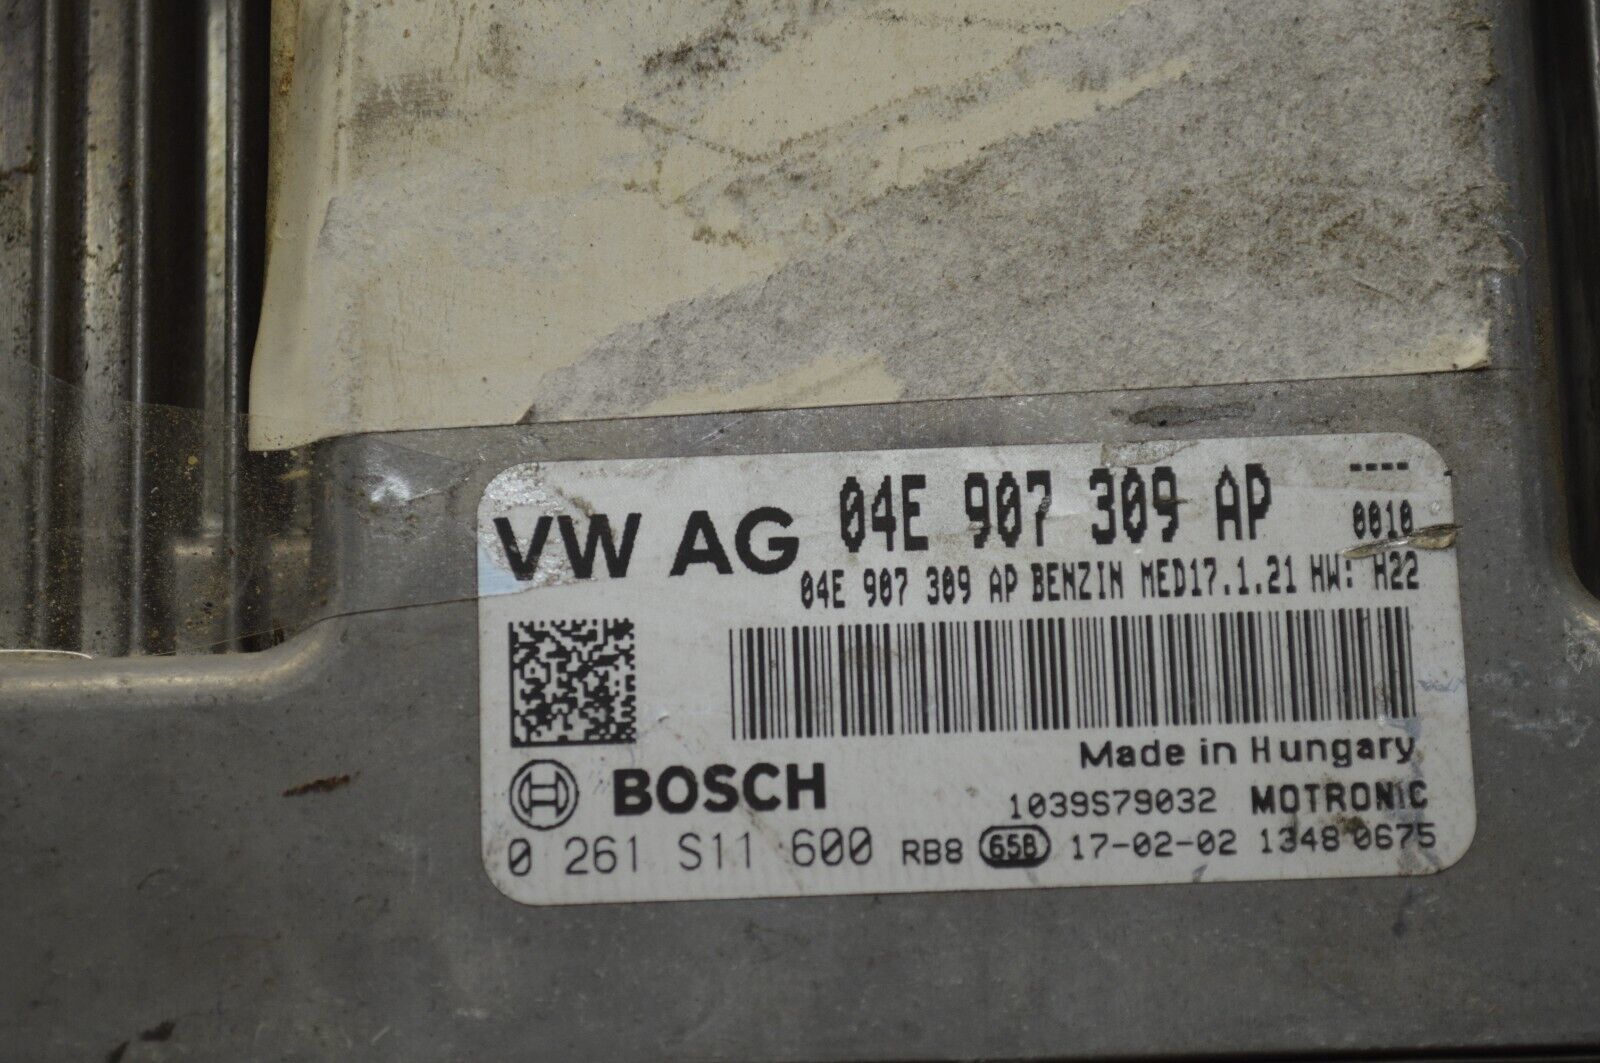 VW AG 04E 907 309 AP ----
0010
04E 907 309 AP BENZIN MED17.1.21 HW: H22
Made in Hungary
BOSCH 1039S79032 MOTRONIC
0 261 S11 600 RB8 658 17-02-02 1348 0675